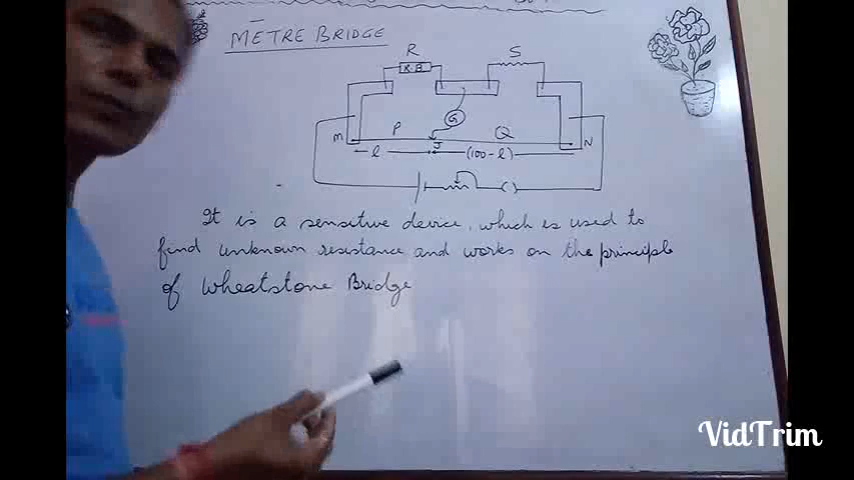 METRE BRIDGE
R
S
R.B
G
P
Q
M
J
N
l
(100-l)
It is a sensitive device, which is used to
find unknown resistance and works on the principle
of Wheatstone Bridge
VidTrim